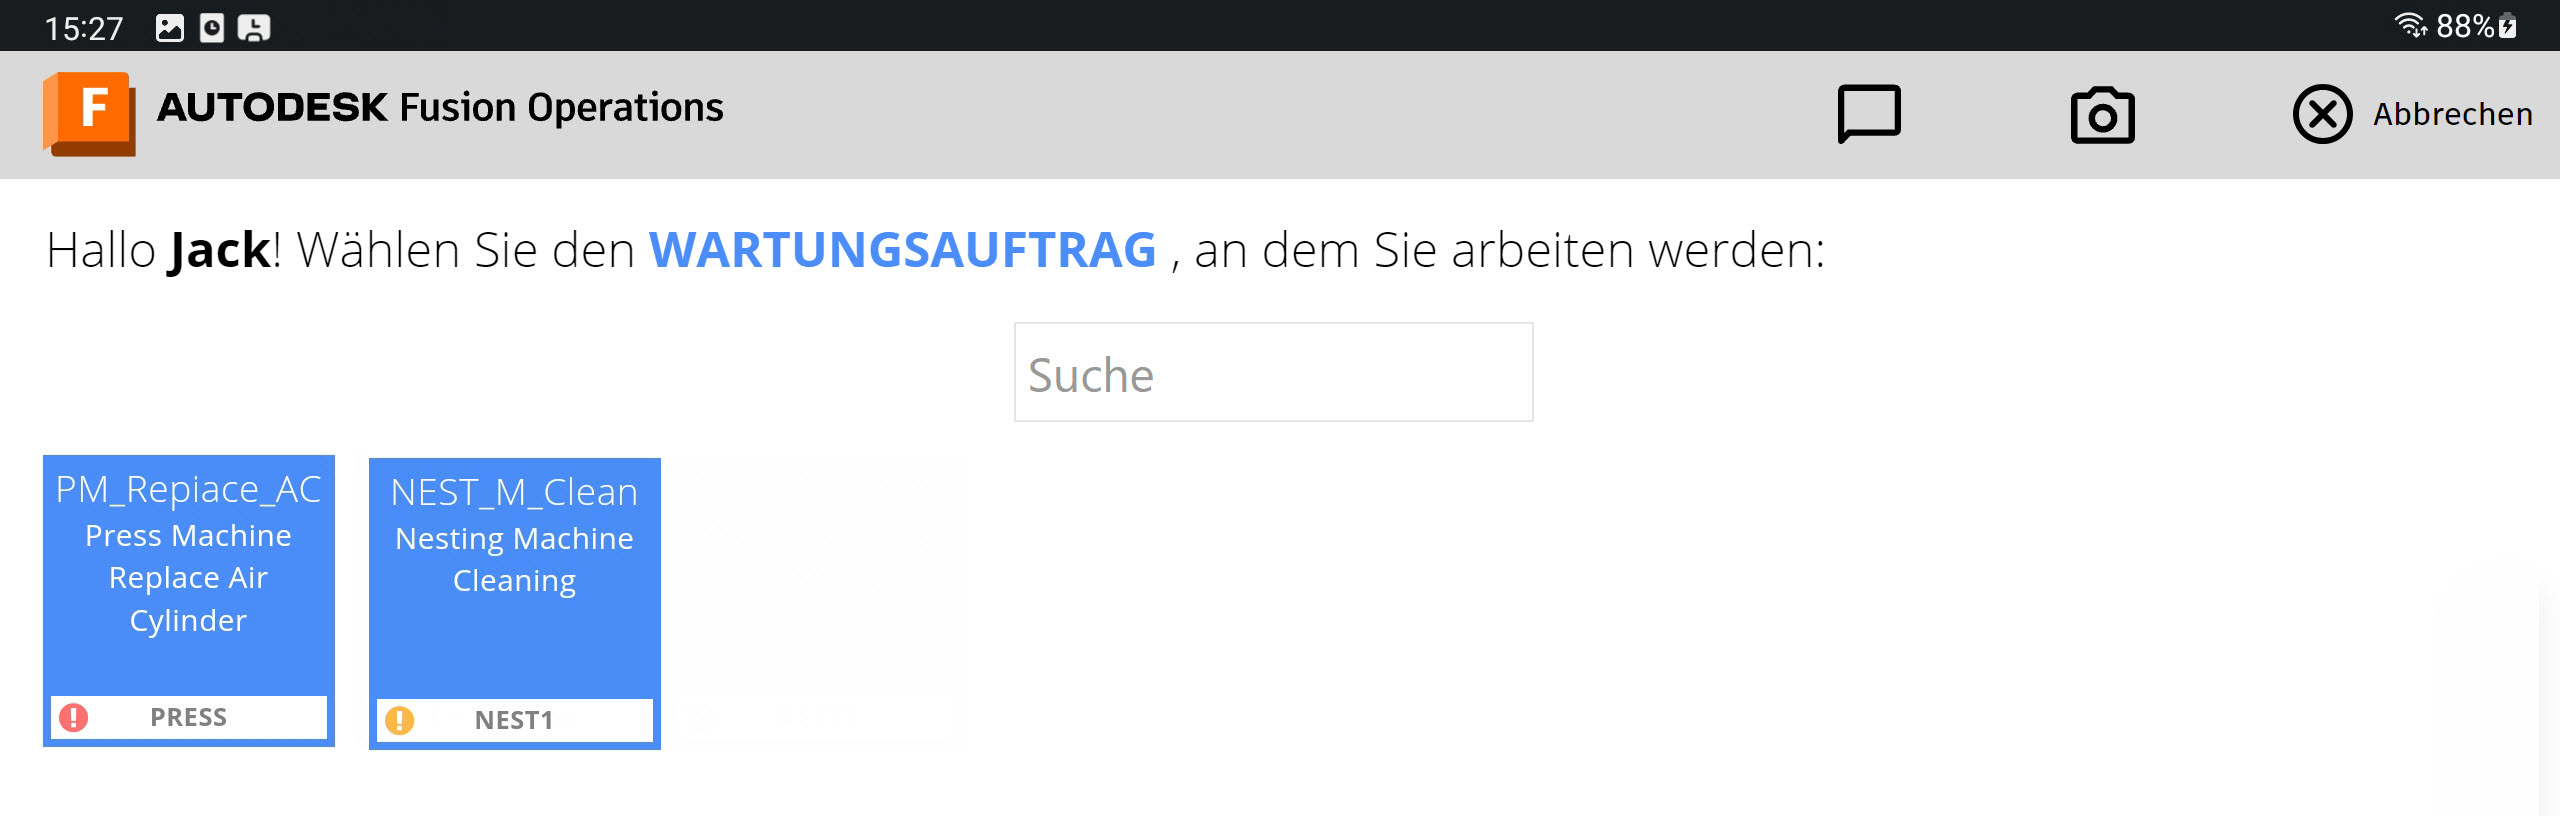 15:27 88%
F AUTODESK Fusion Operations Abbrechen
Hallo Jack! Wählen Sie den WARTUNGSAUFTRAG , an dem Sie arbeiten werden:
Suche
PM_Repiace_AC
Press Machine
Replace Air
Cylinder
PRESS
NEST_M_Clean
Nesting Machine
Cleaning
NEST1